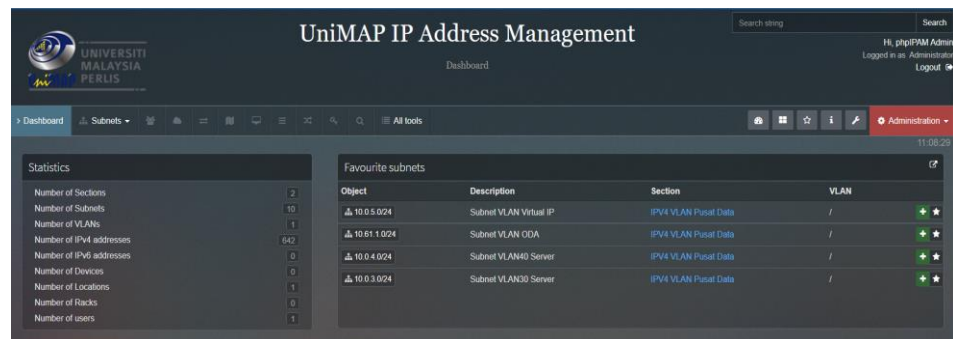 UNIVERSITI
MALAYSIA
PERLIS
UniMAP
UniMAP IP Address Management
Dashboard
Search string
Search
Hi, phpIPAM Admin
Logged in as Administrator
Logout
> Dashboard
Subnets
All tools
Administration
11:08:29
Statistics
Number of Sections 2
Number of Subnets 10
Number of VLANs 1
Number of IPv4 addresses 642
Number of IPv6 addresses 0
Number of Devices 0
Number of Locations 1
Number of Racks 0
Number of users 1
Favourite subnets
Object Description Section VLAN
10.0.5.0/24 Subnet VLAN Virtual IP IPV4 VLAN Pusat Data /
10.61.1.0/24 Subnet VLAN ODA IPV4 VLAN Pusat Data /
10.0.4.0/24 Subnet VLAN40 Server IPV4 VLAN Pusat Data /
10.0.3.0/24 Subnet VLAN30 Server IPV4 VLAN Pusat Data /